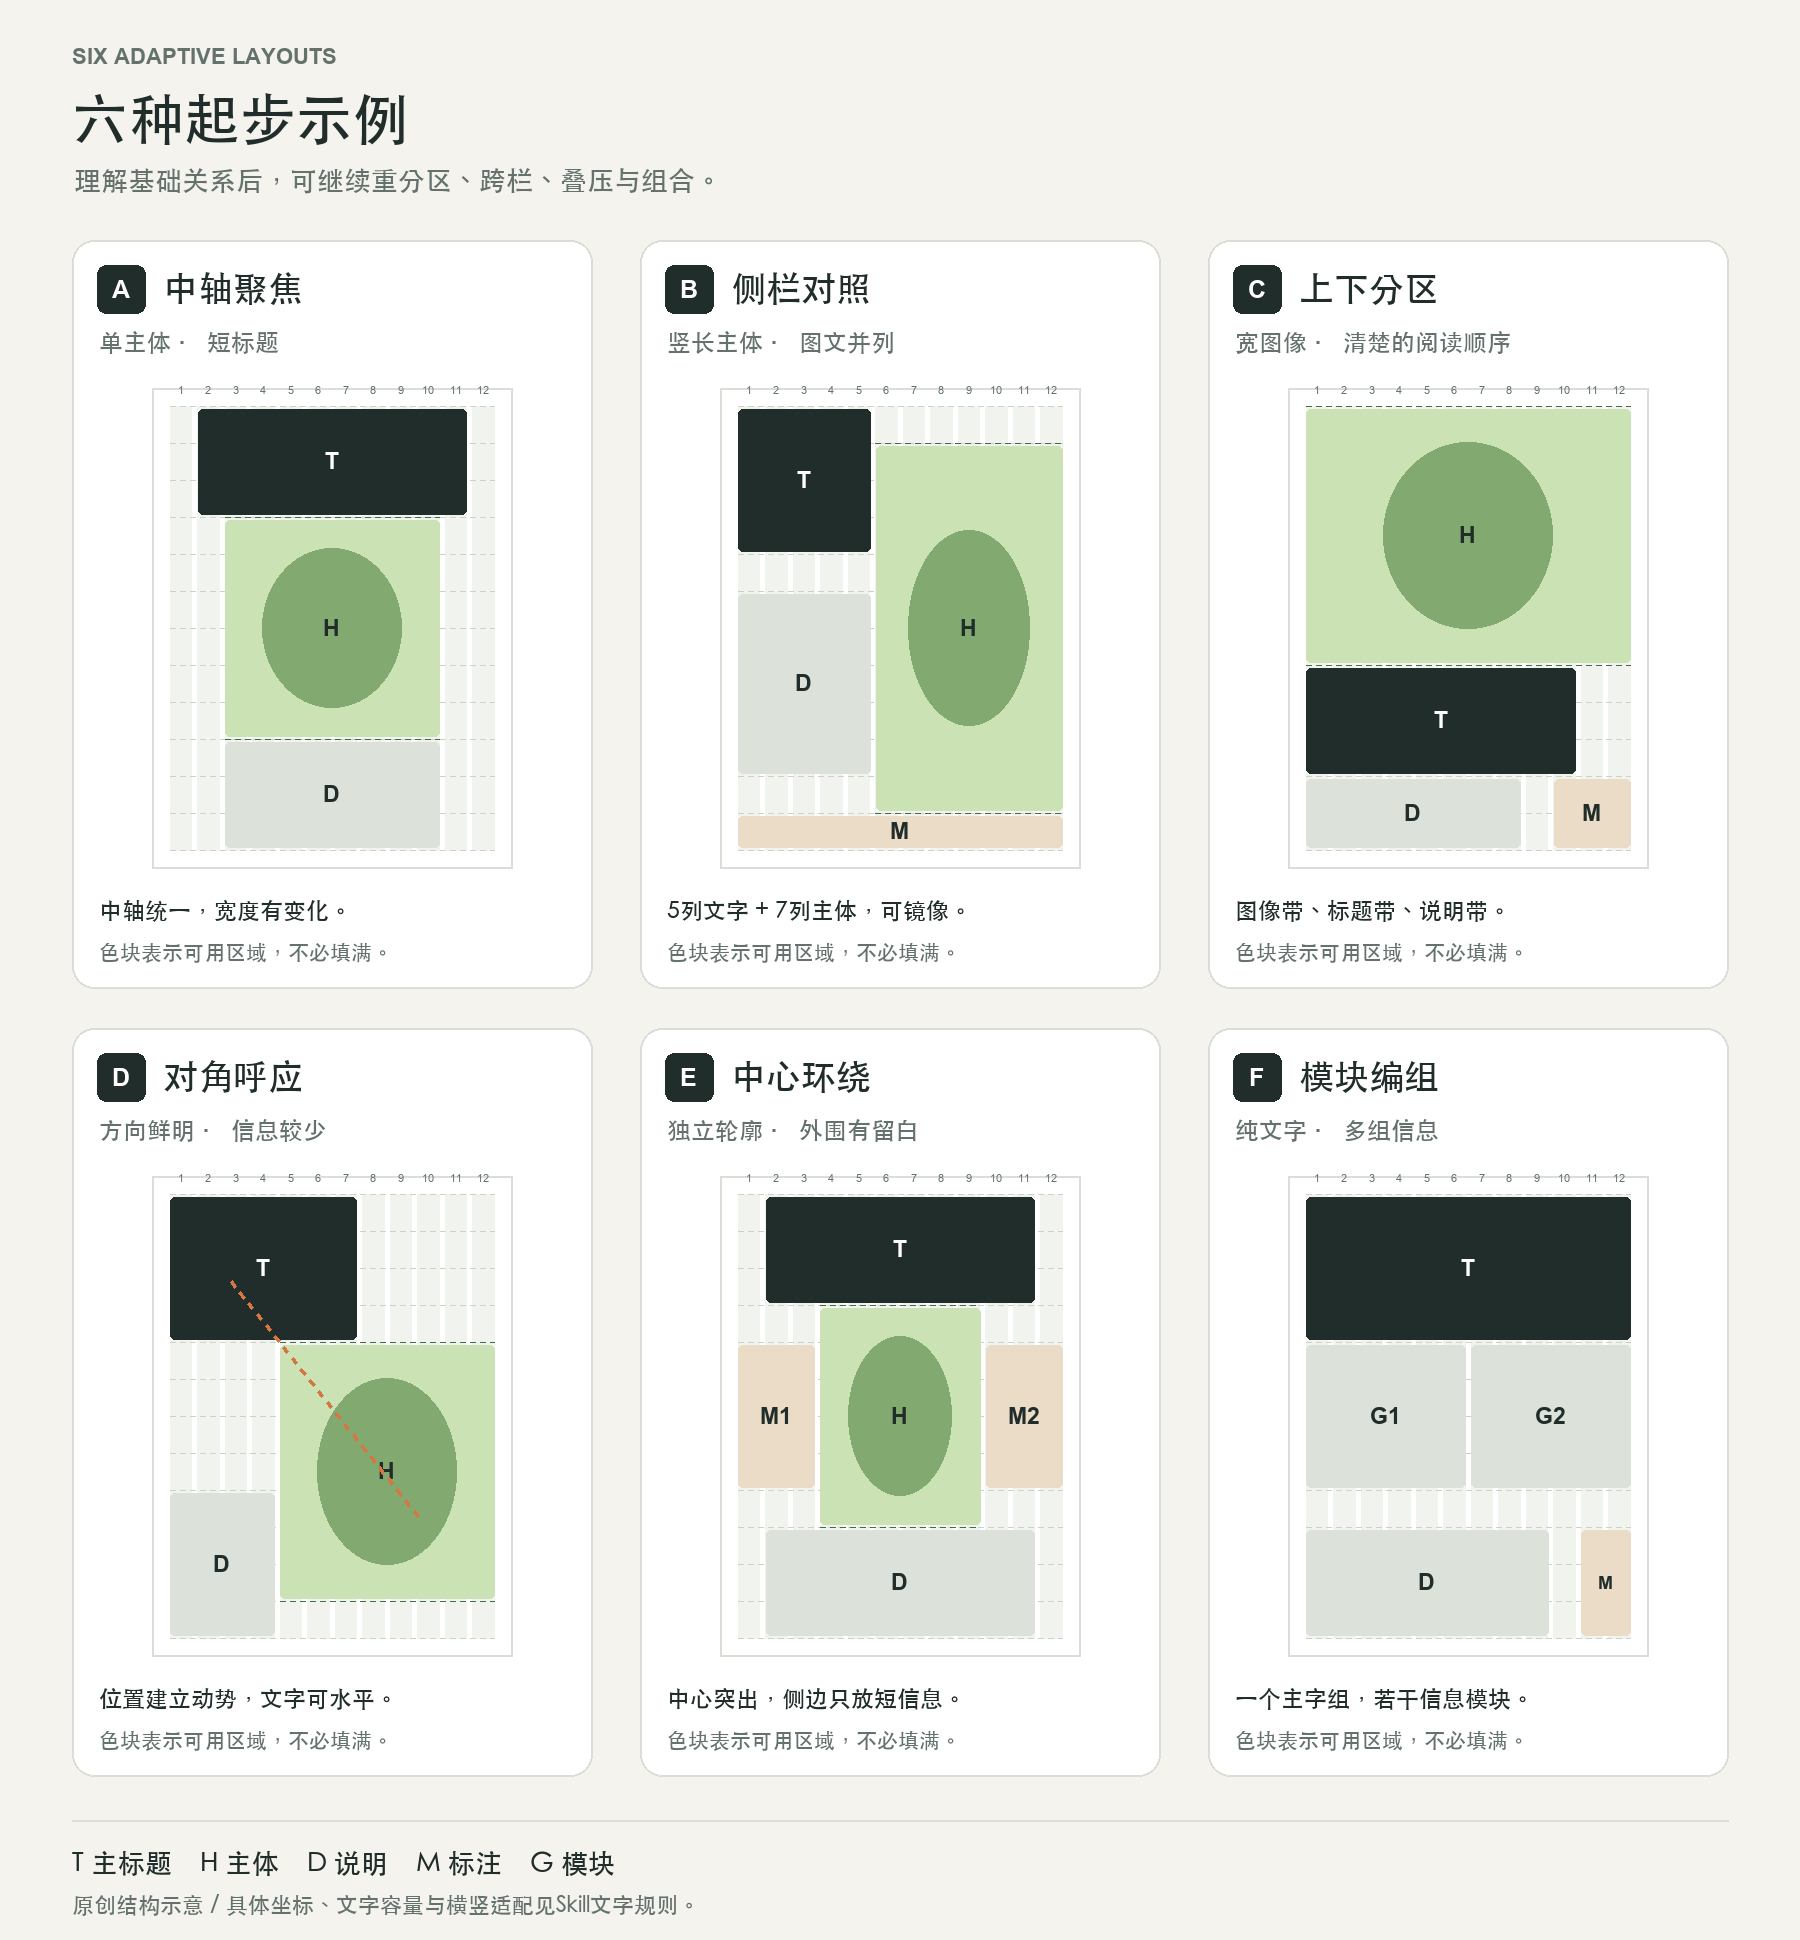 SIX ADAPTIVE LAYOUTS
六种起步示例
理解基础关系后，可继续重分区、跨栏、叠压与组合。
A 中轴聚焦
单主体 · 短标题
1 2 3 4 5 6 7 8 9 10 11 12
T
H
D
中轴统一，宽度有变化。
色块表示可用区域，不必填满。
B 侧栏对照
竖长主体 · 图文并列
1 2 3 4 5 6 7 8 9 10 11 12
T
H
D
M
5列文字 + 7列主体，可镜像。
色块表示可用区域，不必填满。
C 上下分区
宽图像 · 清楚的阅读顺序
1 2 3 4 5 6 7 8 9 10 11 12
H
T
D M
图像带、标题带、说明带。
色块表示可用区域，不必填满。
D 对角呼应
方向鲜明 · 信息较少
1 2 3 4 5 6 7 8 9 10 11 12
T
H
D
位置建立动势，文字可水平。
色块表示可用区域，不必填满。
E 中心环绕
独立轮廓 · 外围有留白
1 2 3 4 5 6 7 8 9 10 11 12
T
M1 H M2
D
中心突出，侧边只放短信息。
色块表示可用区域，不必填满。
F 模块编组
纯文字 · 多组信息
1 2 3 4 5 6 7 8 9 10 11 12
T
G1 G2
D M
一个主字组，若干信息模块。
色块表示可用区域，不必填满。
T 主标题 H 主体 D 说明 M 标注 G 模块
原创结构示意 / 具体坐标、文字容量与横竖适配见Skill文字规则。